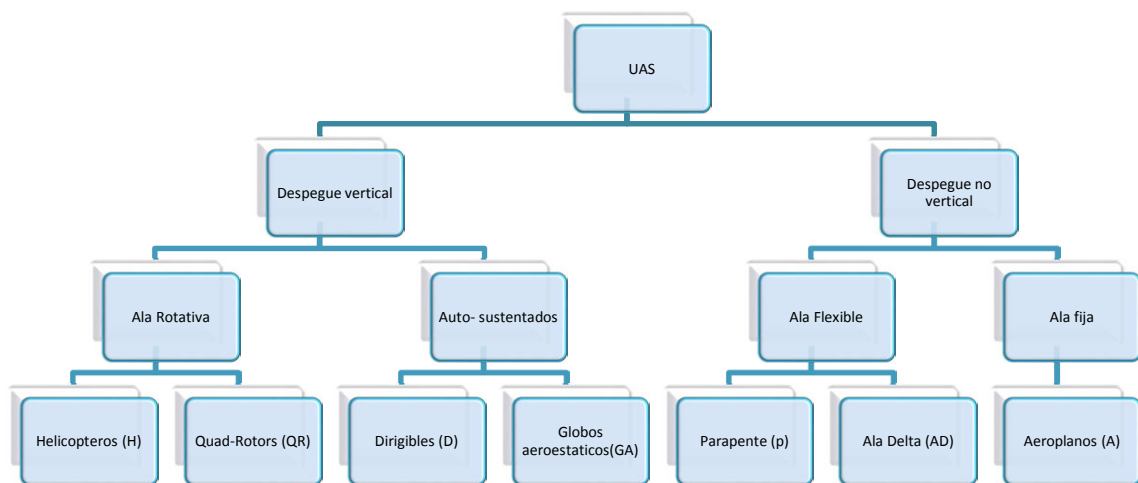 UAS
Despegue vertical
Despegue no
vertical
Ala Rotativa
Auto- sustentados
Ala Flexible
Ala fija
Helicopteros (H)
Quad-Rotors (QR)
Dirigibles (D)
Globos
aeroestaticos(GA)
Parapente (p)
Ala Delta (AD)
Aeroplanos (A)